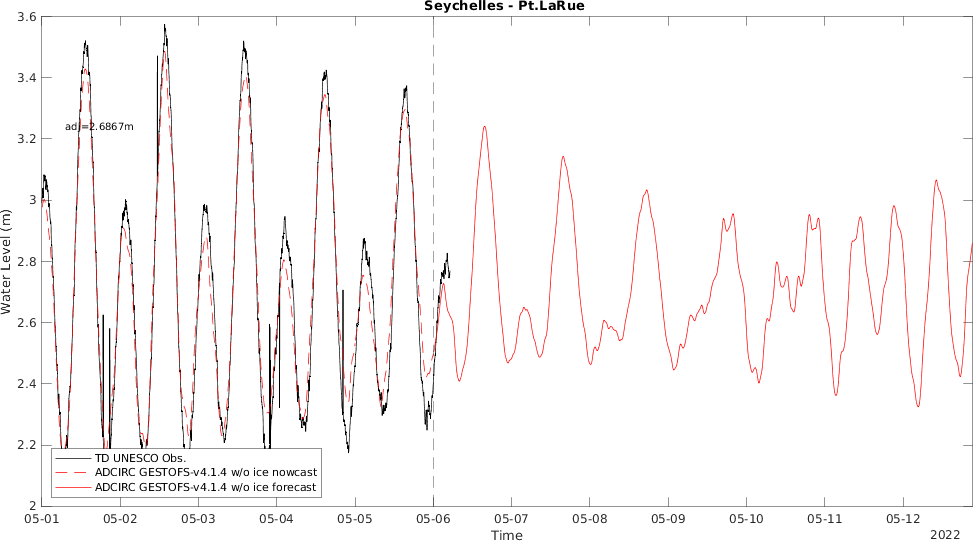 Seychelles - Pt.LaRue
3.6
3.4
3.2
3
2.8
2.6
2.4
2.2
2
Water Level (m)
adj=2.6867m
TD UNESCO Obs.
ADCIRC GESTOFS-v4.1.4 w/o ice nowcast
ADCIRC GESTOFS-v4.1.4 w/o ice forecast
05-01 05-02 05-03 05-04 05-05 05-06 05-07 05-08 05-09 05-10 05-11 05-12
Time
2022